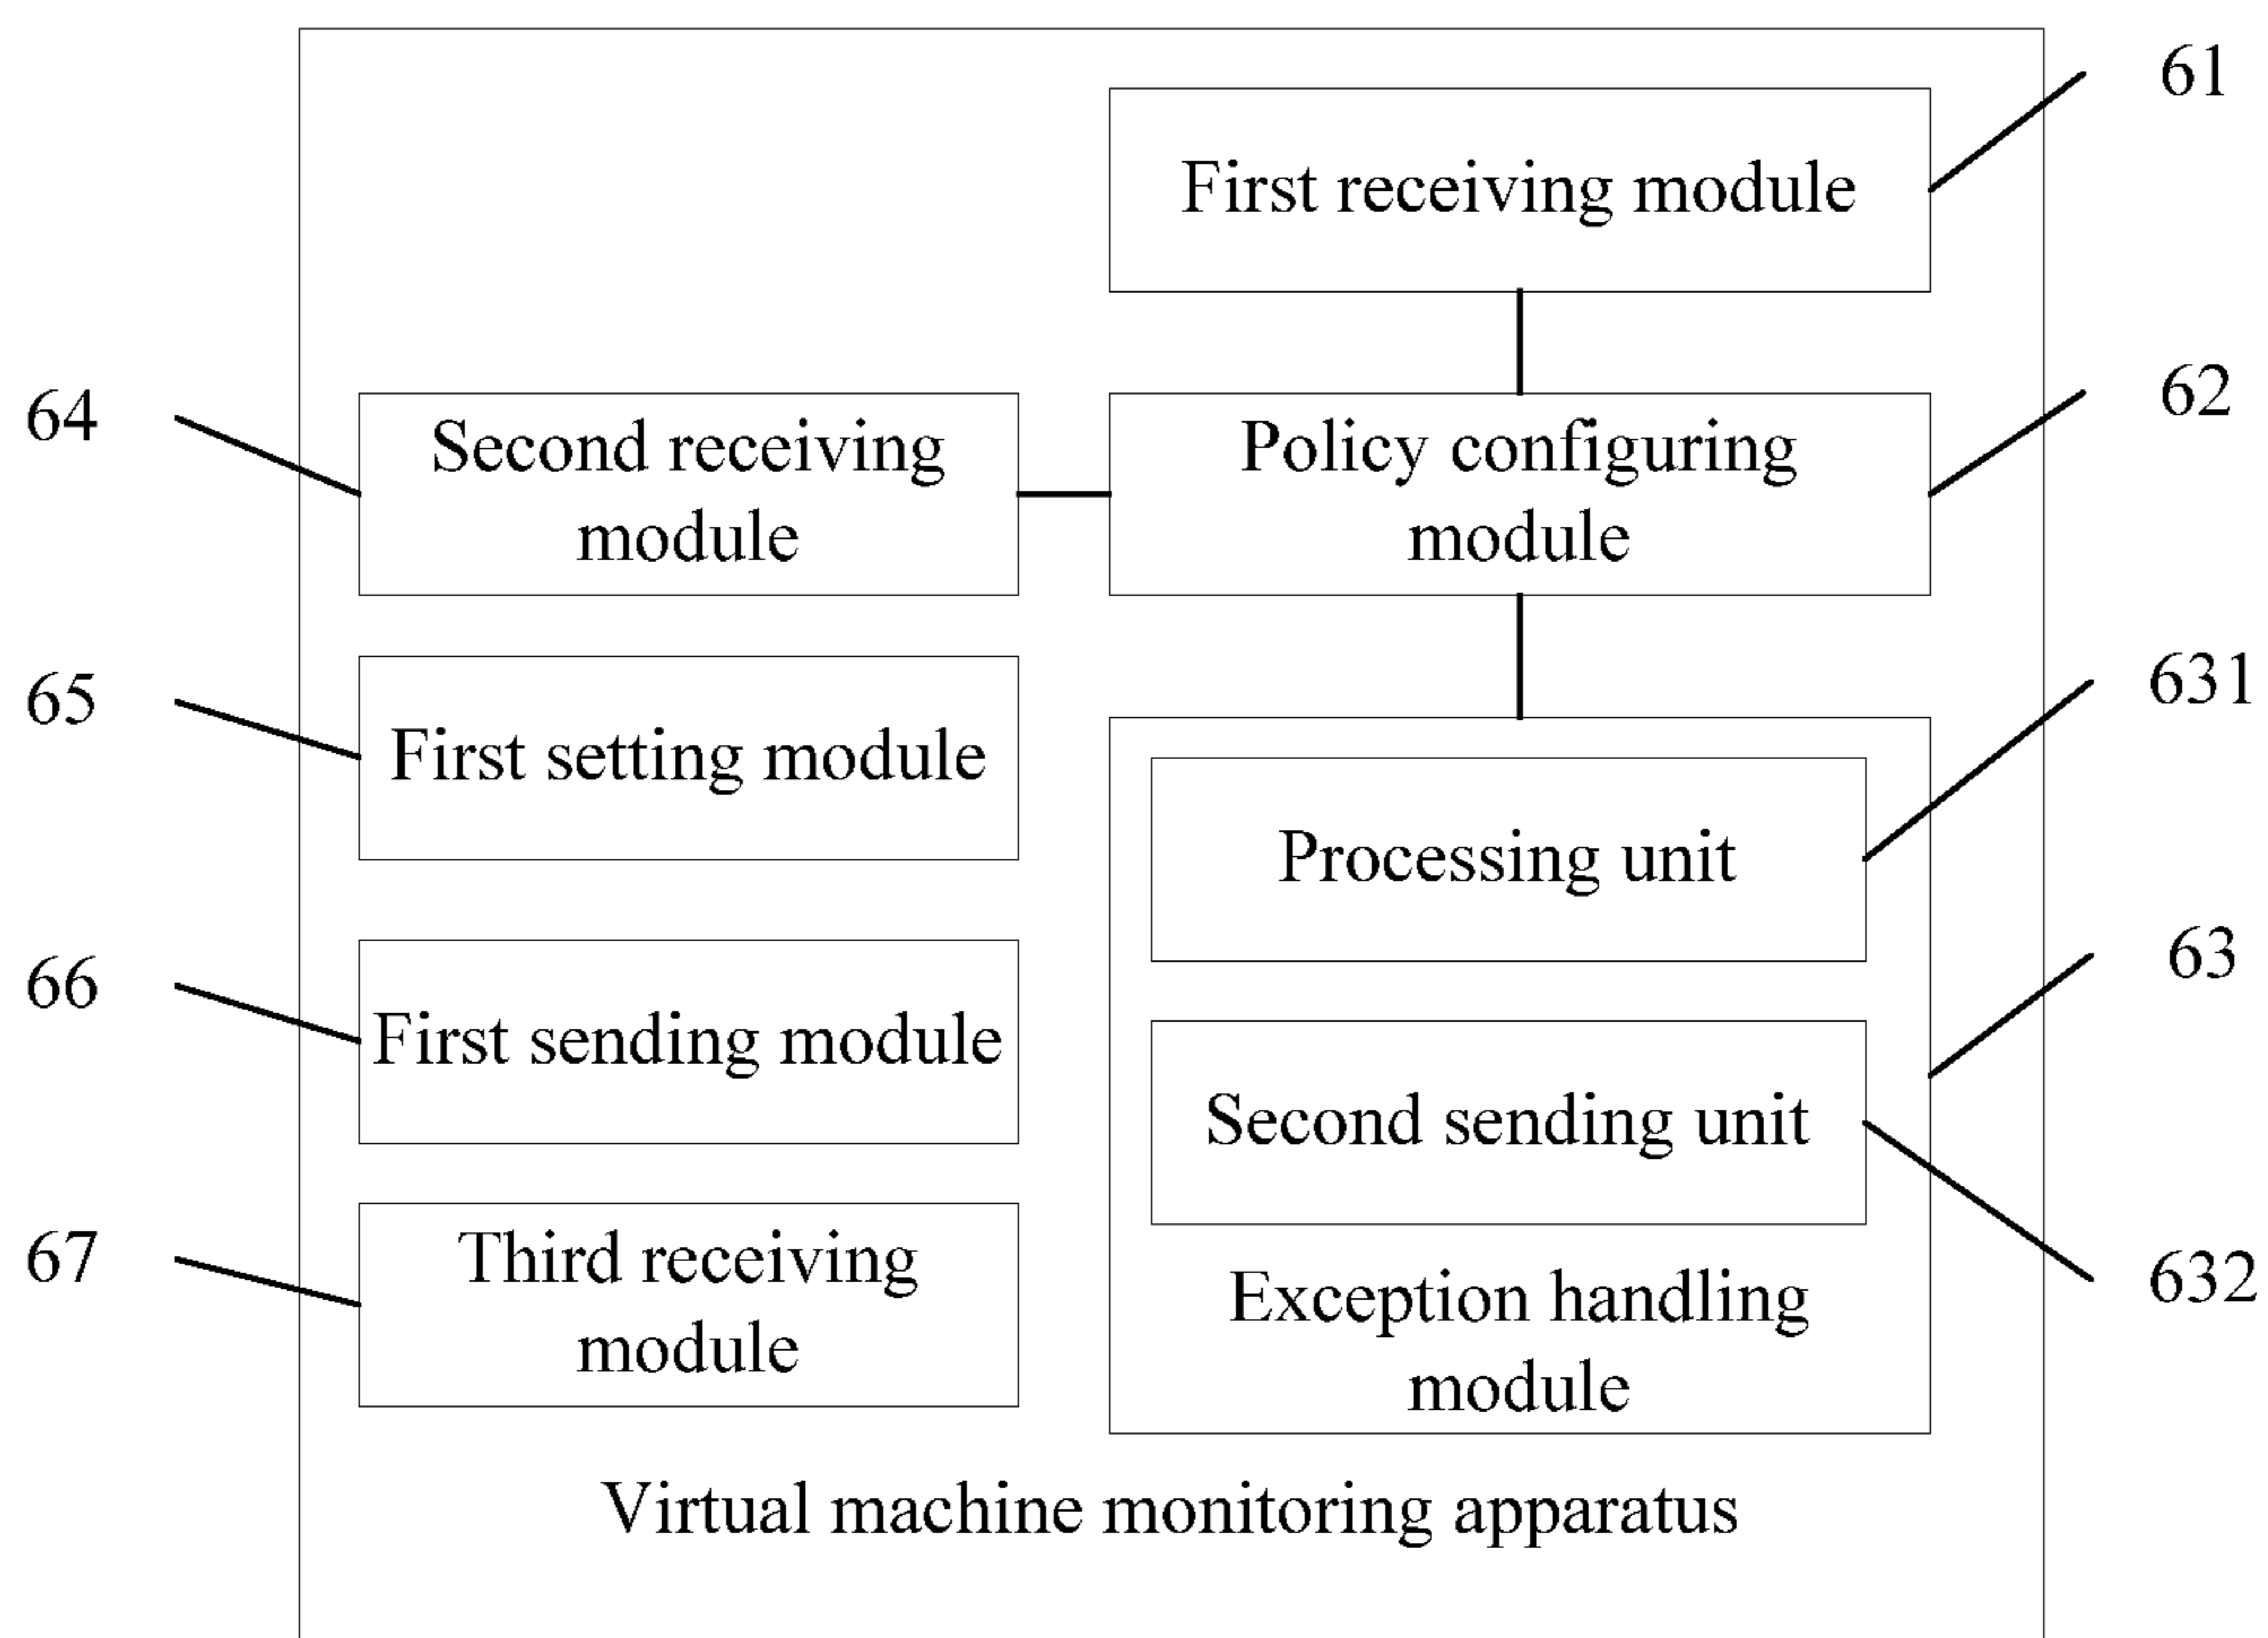 61
First receiving module
64
Second receiving
module
Policy configuring
module
62
65
First setting module
631
Processing unit
66
First sending module
63
Second sending unit
67
Third receiving
module
632
Exception handling
module
Virtual machine monitoring apparatus